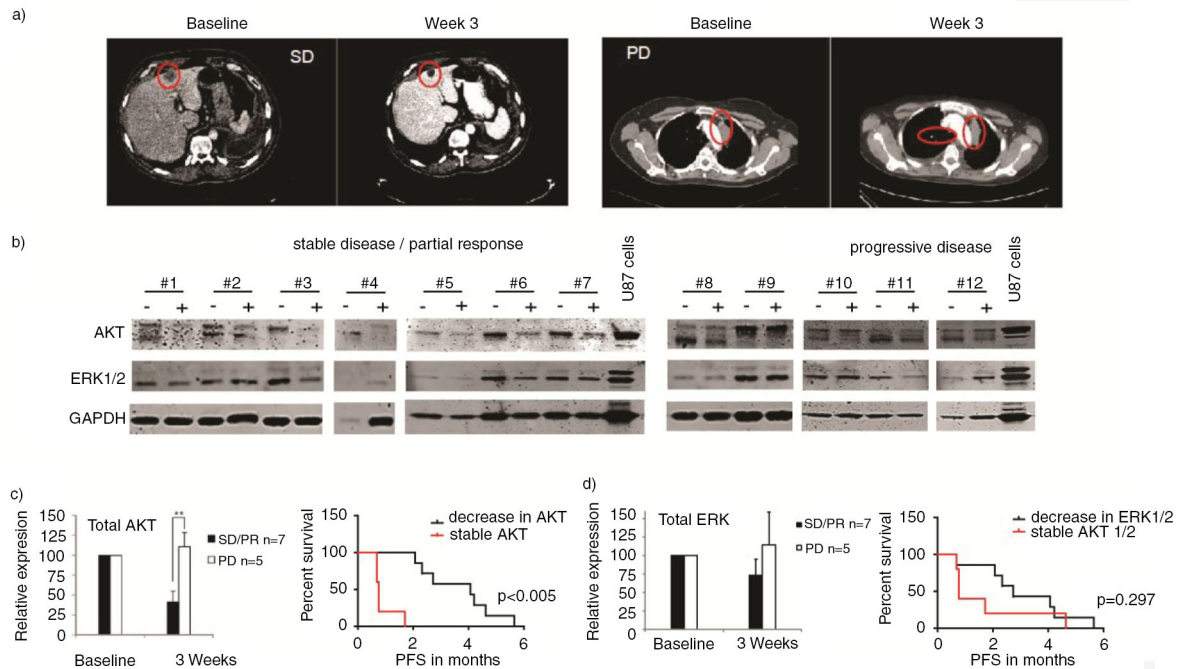 a)
Baseline
Week 3
Baseline
Week 3
SD
PD
b)
stable disease / partial response
progressive disease
#1 #2 #3 #4 #5 #6 #7 U87 cells #8 #9 #10 #11 #12 U87 cells
- + - + - + - + - + - + - + - + - + - + - + - +
AKT
ERK1/2
GAPDH
c)
Relative expression
150
125
100
75
50
25
0
Total AKT
**
SD/PR n=7
PD n=5
Baseline 3 Weeks
Percent survival
decrease in AKT
stable AKT
100
50
0
p<0.005
0 2 4 6
PFS in months
d)
Relative expression
150
125
100
75
50
25
0
Total ERK
SD/PR n=7
PD n=5
Baseline 3 Weeks
Percent survival
decrease in ERK1/2
stable AKT 1/2
100
50
0
p=0.297
0 2 4 6
PFS in months